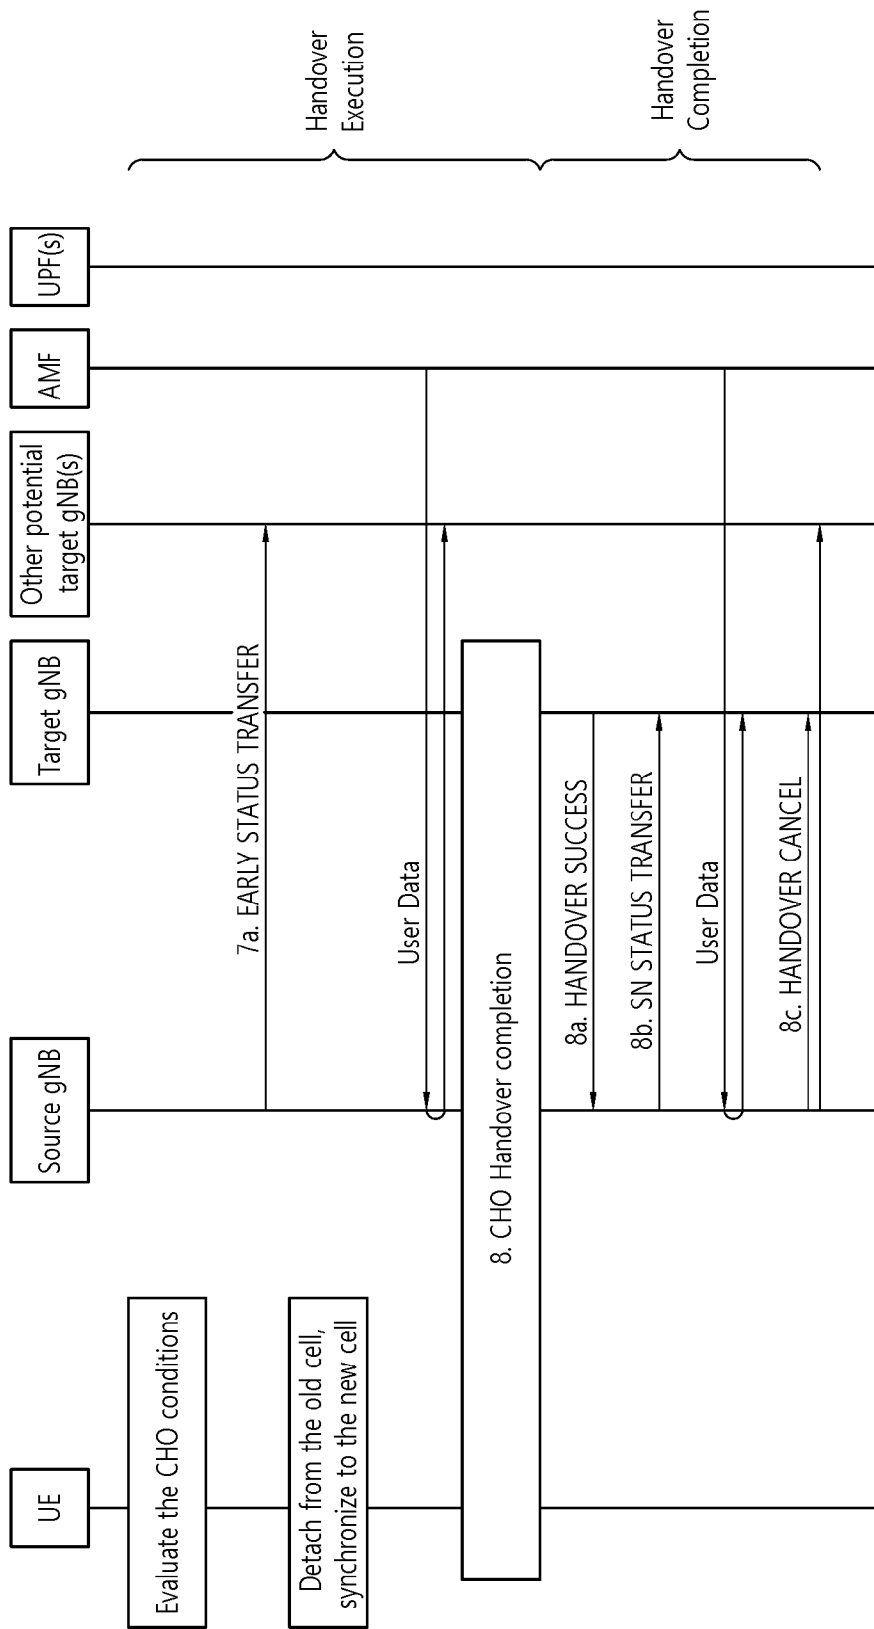 UE
Source gNB
Target gNB
Other potential
target gNB(s)
AMF
UPF(s)
Evaluate the CHO conditions
7a. EARLY STATUS TRANSFER
Detach from the old cell,
synchronize to the new cell
User Data
Handover
Execution
8. CHO Handover completion
8a. HANDOVER SUCCESS
8b. SN STATUS TRANSFER
User Data
8c. HANDOVER CANCEL
Handover
Completion